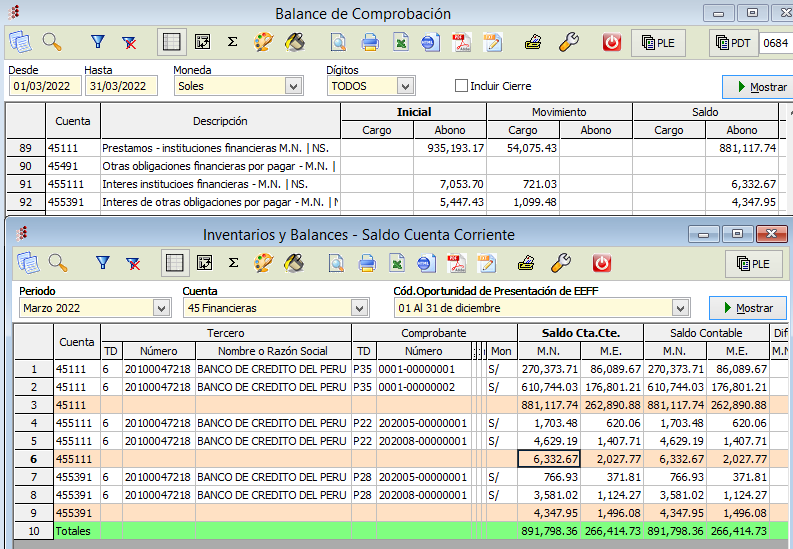 Balance de Comprobación
Σ PLE PDT 0684
Desde Hasta Moneda Dígitos
01/03/2022 31/03/2022 Soles TODOS Incluir Cierre Mostrar
Cuenta Descripción Inicial Movimiento Saldo
Cargo Abono Cargo Abono Cargo Abono
89 45111 Prestamos - instituciones financieras M.N. | NS. 935,193.17 54,075.43 881,117.74
90 45491 Otras obligaciones financieras por pagar - M.N. |
91 455111 Interes institucioes financieras - M.N. | NS. 7,053.70 721.03 6,332.67
92 455391 Interes de otras obligaciones por pagar - M.N. | N 5,447.43 1,099.48 4,347.95
Inventarios y Balances - Saldo Cuenta Corriente
Σ PLE
Periodo Cuenta Cód.Oportunidad de Presentación de EEFF
Marzo 2022 45 Financieras 01 Al 31 de diciembre Mostrar
Cuenta Tercero Comprobante Saldo Cta.Cte. Saldo Contable Dif
TD Número Nombre o Razón Social TD Número Mon M.N. M.E. M.N. M.E. M.N
1 45111 6 20100047218 BANCO DE CREDITO DEL PERU P35 0001-00000001 S/ 270,373.71 86,089.67 270,373.71 86,089.67
2 45111 6 20100047218 BANCO DE CREDITO DEL PERU P35 0001-00000002 S/ 610,744.03 176,801.21 610,744.03 176,801.21
3 45111 881,117.74 262,890.88 881,117.74 262,890.88
4 455111 6 20100047218 BANCO DE CREDITO DEL PERU P22 202005-00000001 S/ 1,703.48 620.06 1,703.48 620.06
5 455111 6 20100047218 BANCO DE CREDITO DEL PERU P22 202008-00000001 S/ 4,629.19 1,407.71 4,629.19 1,407.71
6 455111 6,332.67 2,027.77 6,332.67 2,027.77
7 455391 6 20100047218 BANCO DE CREDITO DEL PERU P28 202005-00000001 S/ 766.93 371.81 766.93 371.81
8 455391 6 20100047218 BANCO DE CREDITO DEL PERU P28 202008-00000001 S/ 3,581.02 1,124.27 3,581.02 1,124.27
9 455391 4,347.95 1,496.08 4,347.95 1,496.08
10 Totales 891,798.36 266,414.73 891,798.36 266,414.73